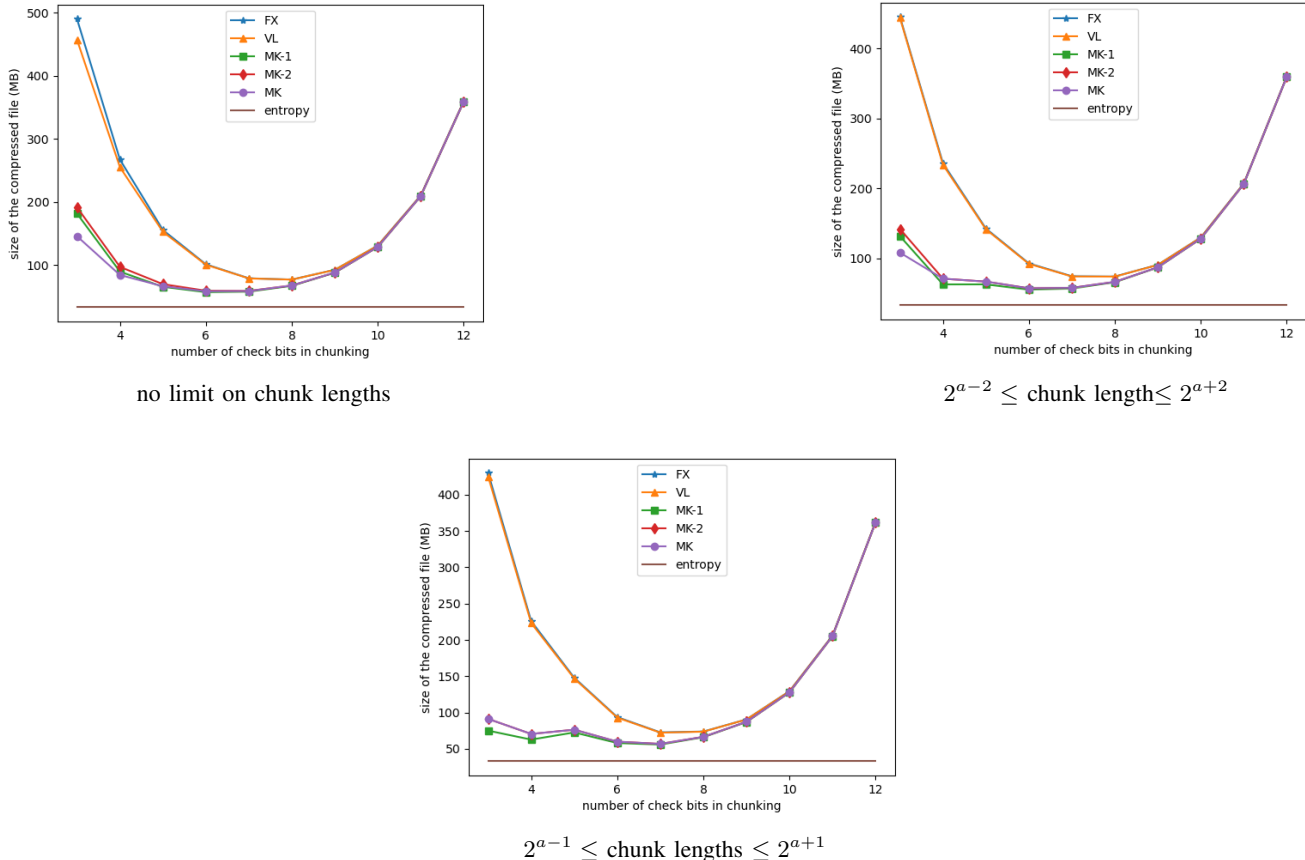 500
400
300
200
100
size of the compressed file (MB)
FX
VL
MK-1
MK-2
MK
entropy
4 6 8 10 12
number of check bits in chunking
no limit on chunk lengths
400
300
200
100
size of the compressed file (MB)
FX
VL
MK-1
MK-2
MK
entropy
4 6 8 10 12
number of check bits in chunking
2^{a−2} ≤ chunk length≤ 2^{a+2}
400
350
300
250
200
150
100
50
size of the compressed file (MB)
FX
VL
MK-1
MK-2
MK
entropy
4 6 8 10 12
number of check bits in chunking
2^{a−1} ≤ chunk lengths ≤ 2^{a+1}